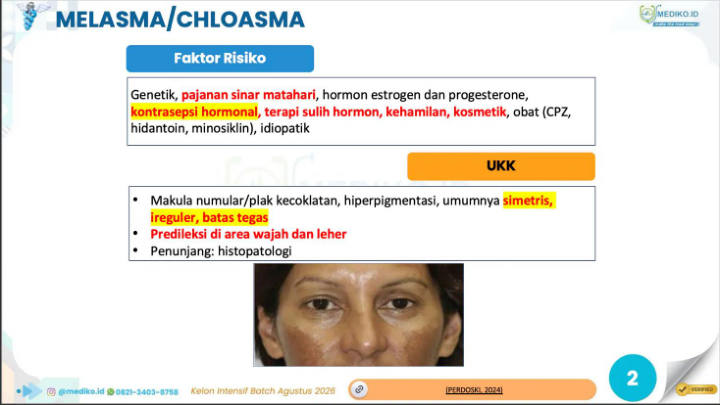 MELASMA/CHLOASMA
MEDIKO.ID
Faktor Risiko
Genetik, pajanan sinar matahari, hormon estrogen dan progesterone,
kontrasepsi hormonal, terapi sulih hormon, kehamilan, kosmetik, obat (CPZ,
hidantoin, minosiklin), idiopatik
UKK
• Makula numular/plak kecoklatan, hiperpigmentasi, umumnya simetris,
ireguler, batas tegas
• Predileksi di area wajah dan leher
• Penunjang: histopatologi
@mediko.id 0821-3403-8758 Kelon Intensif Batch Agustus 2026
(PERDOSKI, 2024)
2
VERIFIED